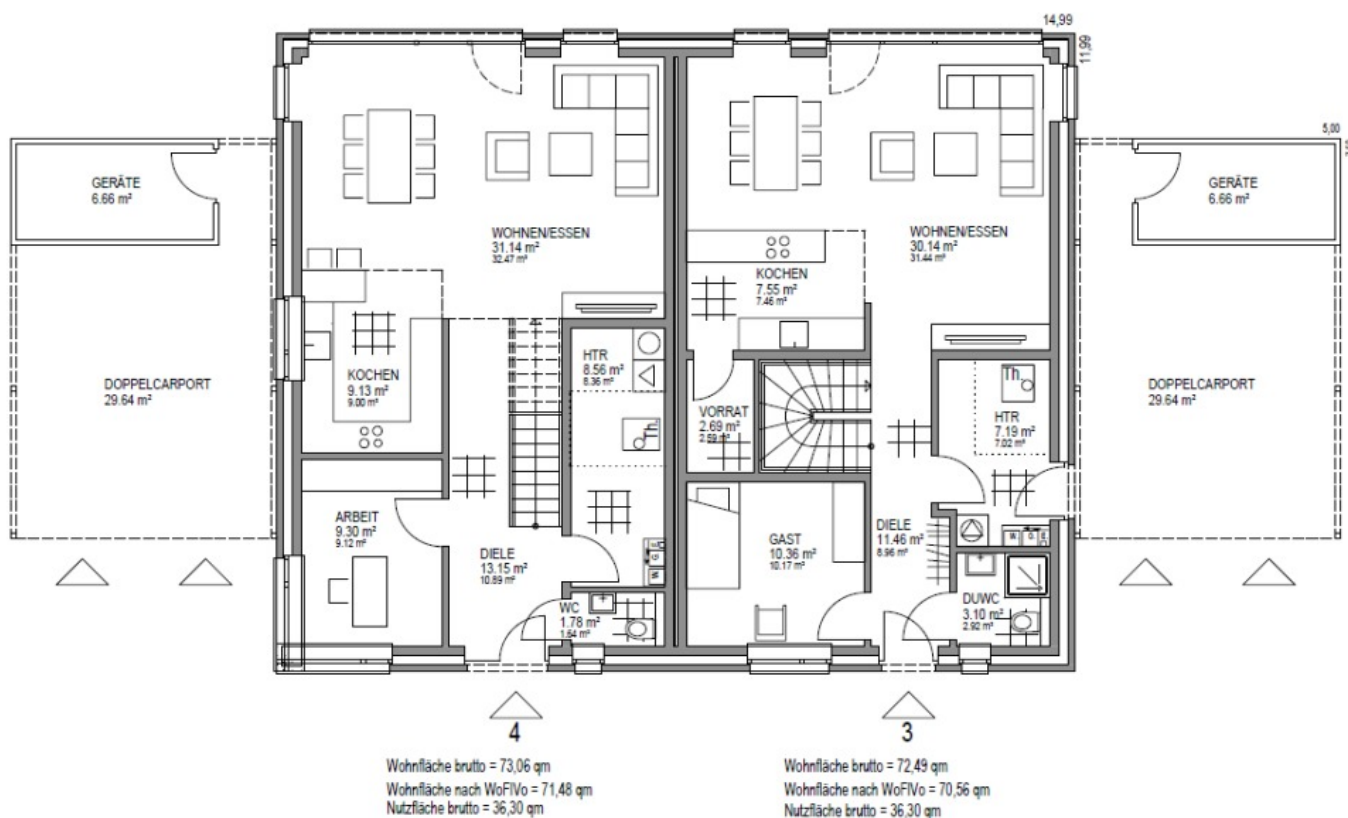 14,99
11,99
5,00
GERÄTE
6.66 m²
DOPPELCARPORT
29.64 m²
WOHNEN/ESSEN
31.14 m²
32.47 m²
KOCHEN
9.13 m²
9.00 m²
HTR
8.56 m²
8.36 m²
Th.
ARBEIT
9.30 m²
9.12 m²
DIELE
13.15 m²
10.89 m²
WC
1.78 m²
1.64 m²
W.
G.
E.
WOHNEN/ESSEN
30.14 m²
31.44 m²
KOCHEN
7.55 m²
7.46 m²
VORRAT
2.69 m²
2.59 m²
Th.
HTR
7.19 m²
7.02 m²
W.
G.
E.
GAST
10.36 m²
10.17 m²
DIELE
11.46 m²
8.96 m²
DUWC
3.10 m²
2.92 m²
GERÄTE
6.66 m²
DOPPELCARPORT
29.64 m²
4
Wohnfläche brutto = 73,06 qm
Wohnfläche nach WoFlVo = 71,48 qm
Nutzfläche brutto = 36,30 qm
3
Wohnfläche brutto = 72,49 qm
Wohnfläche nach WoFlVo = 70,56 qm
Nutzfläche brutto = 36,30 qm